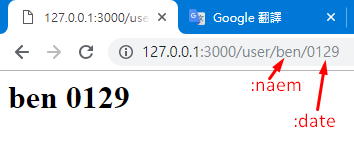 127.0.0.1:3000/use
Google 翻譯
127.0.0.1:3000/user/ben/0129
:naem
ben 0129
:date